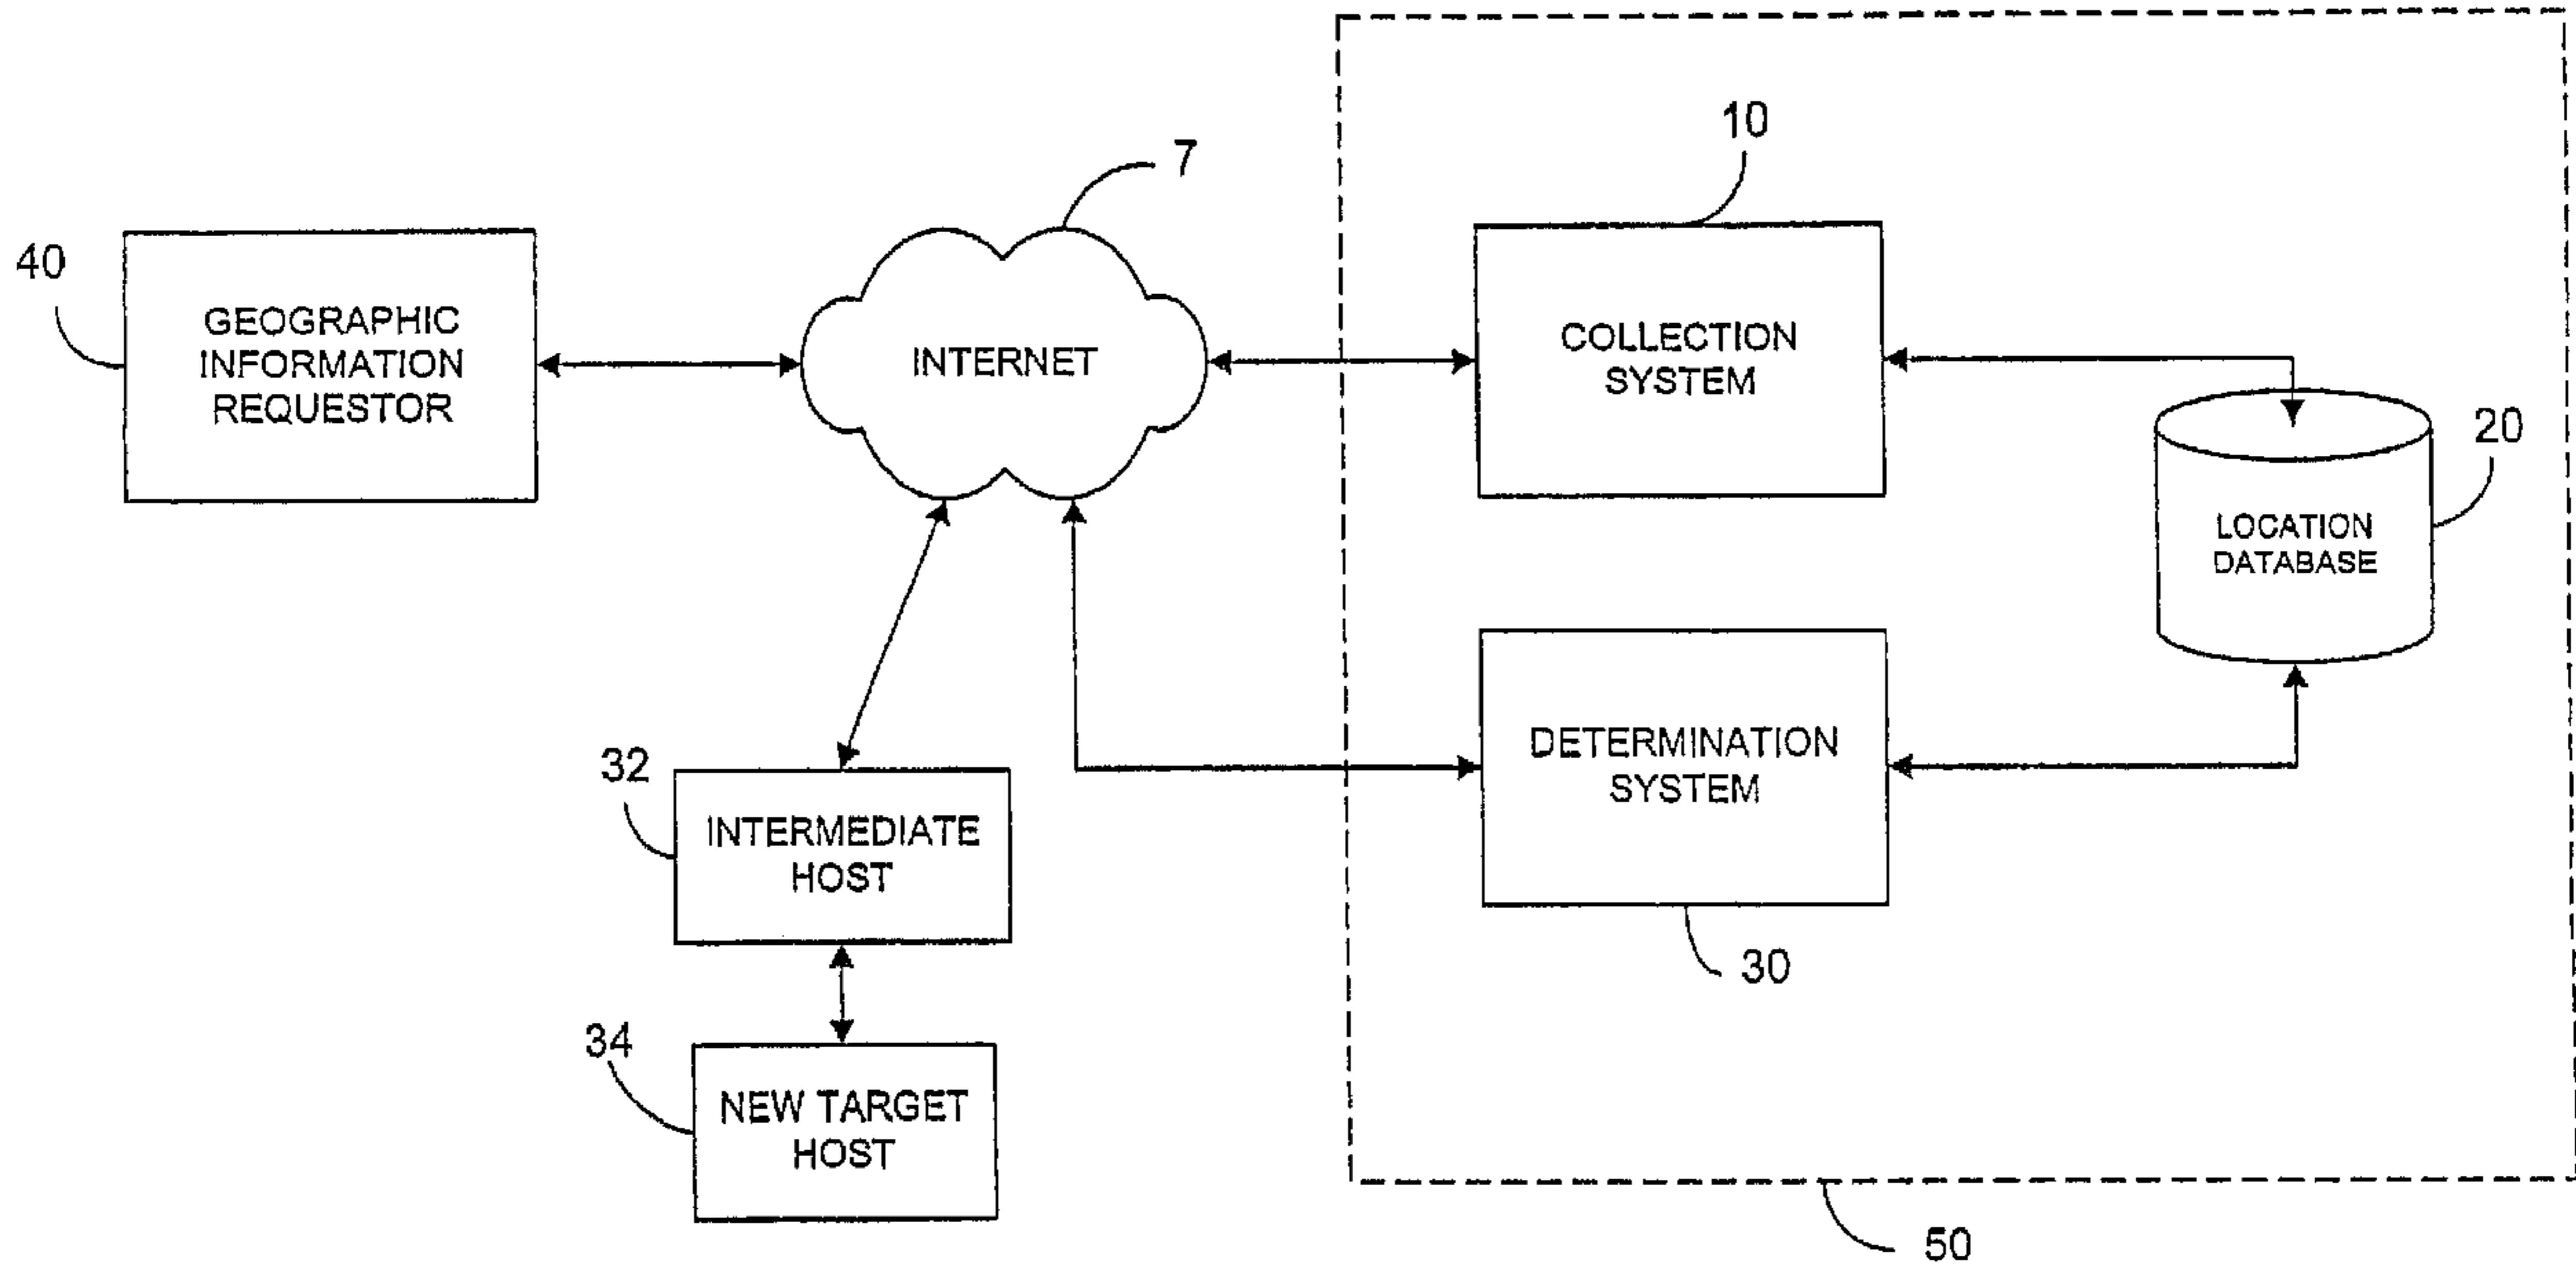 10
7
40
GEOGRAPHIC
INFORMATION
REQUESTOR
INTERNET
COLLECTION
SYSTEM
20
LOCATION
DATABASE
32
INTERMEDIATE
HOST
DETERMINATION
SYSTEM
30
34
NEW TARGET
HOST
50